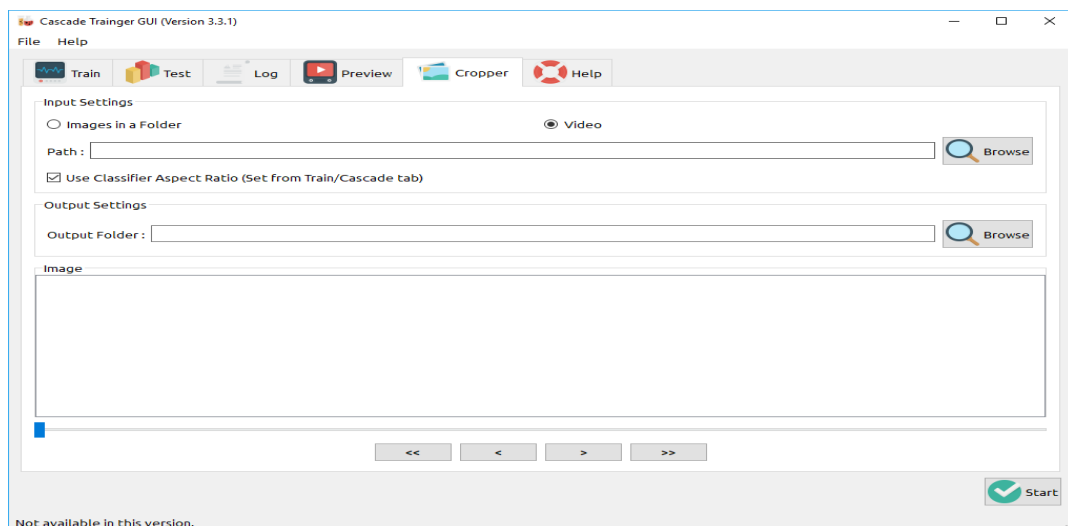 Cascade Trainger GUI (Version 3.3.1)
File Help
Train Test Log Preview Cropper Help
Input Settings
Images in a Folder Video
Path : Browse
Use Classifier Aspect Ratio (Set from Train/Cascade tab)
Output Settings
Output Folder : Browse
Image
<< < > >>
Start
Not available in this version.